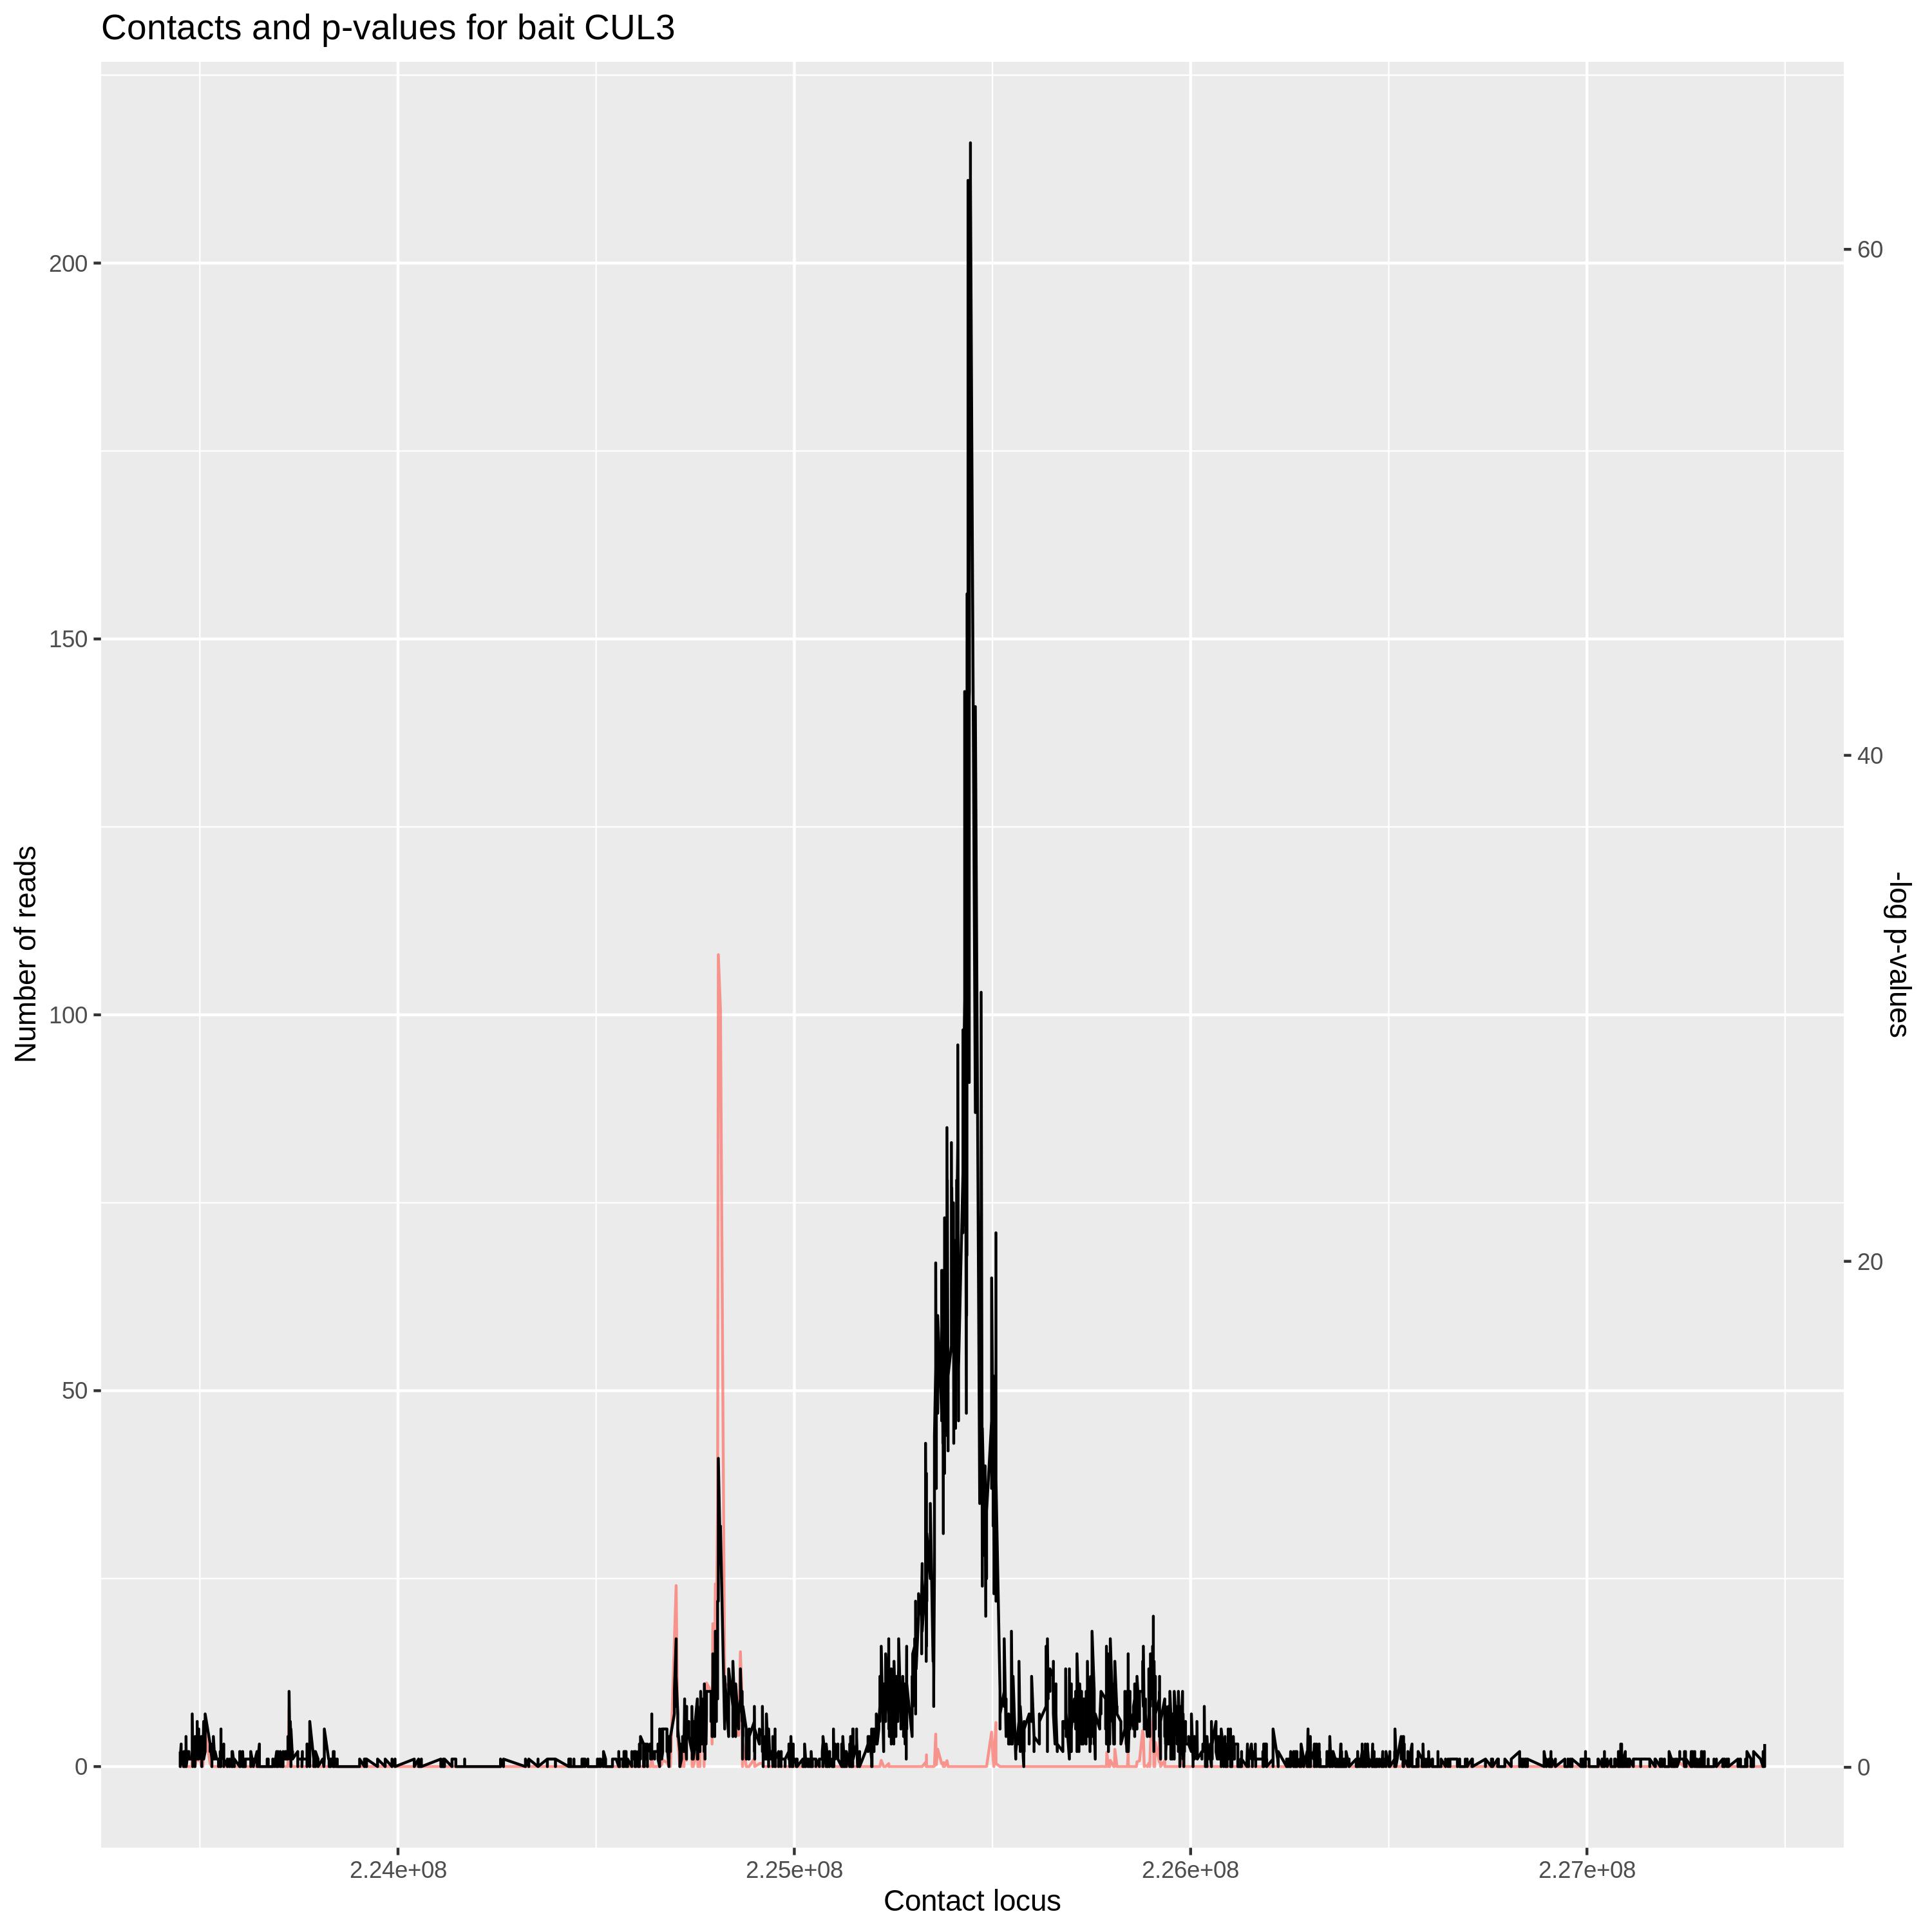 Contacts and p-values for bait CUL3
Number of reads
200
150
100
50
0
60
40
20
0
-log p-values
2.24e+08
2.25e+08
2.26e+08
2.27e+08
Contact locus